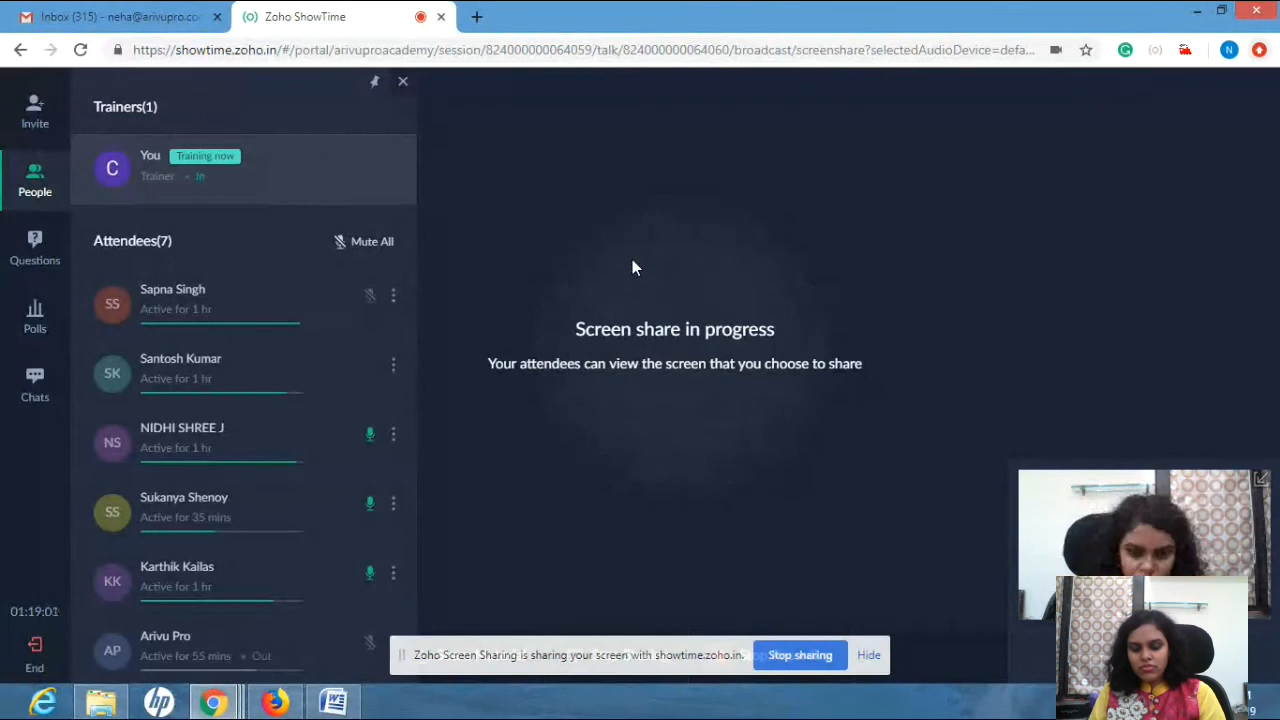 Inbox (315) - neha@arivupro.co
Zoho ShowTime
https://showtime.zoho.in/#/portal/arivuproacademy/session/824000000064059/talk/824000000064060/broadcast/screenshare?selectedAudioDevice=defa...
N
Invite
People
Questions
Polls
Chats
01:19:01
End
Trainers(1)
C
You
Training now
Trainer
In
Attendees(7)
Mute All
SS
Sapna Singh
Active for 1 hr
SK
Santosh Kumar
Active for 1 hr
NS
NIDHI SHREE J
Active for 1 hr
SS
Sukanya Shenoy
Active for 35 mins
KK
Karthik Kailas
Active for 1 hr
AP
Arivu Pro
Active for 55 mins
Out
Screen share in progress
Your attendees can view the screen that you choose to share
Zoho Screen Sharing is sharing your screen with showtime.zoho.in.
Stop sharing
Hide
hp